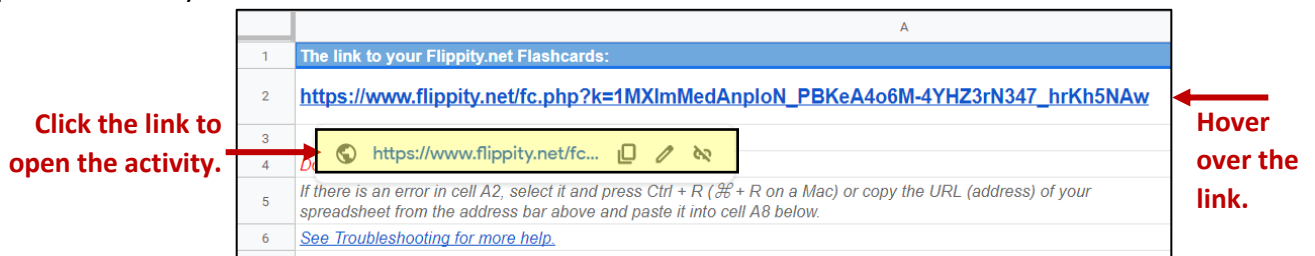 A
1 The link to your Flippity.net Flashcards:
2 https://www.flippity.net/fc.php?k=1MXImMedAnpIoN_PBKeA4o6M-4YHZ3rN347_hrKh5NAw
Click the link to
open the activity.
Hover
over the
link.
3
https://www.flippity.net/fc...
4
5 If there is an error in cell A2, select it and press Ctrl + R (⌘ + R on a Mac) or copy the URL (address) of your
spreadsheet from the address bar above and paste it into cell A8 below.
6 See Troubleshooting for more help.